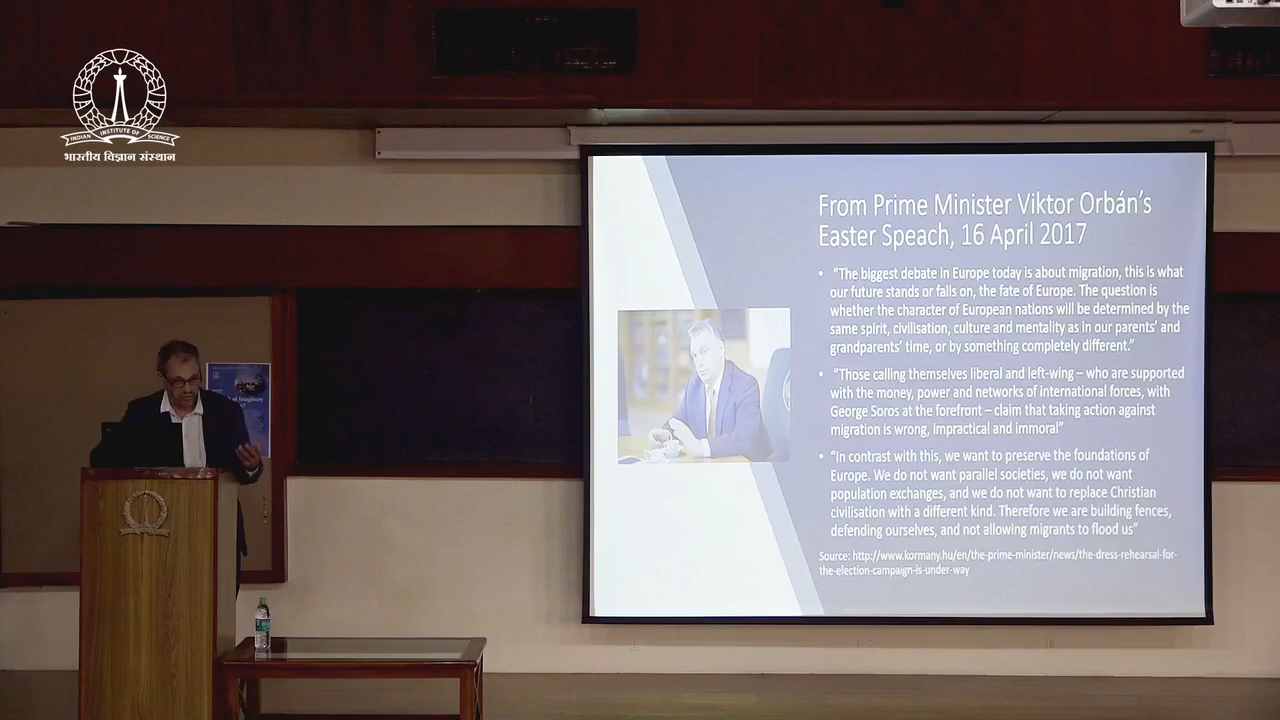 INDIAN INSTITUTE OF SCIENCE
भारतीय विज्ञान संस्थान
From Prime Minister Viktor Orbán’s
Easter Speach, 16 April 2017
• “The biggest debate in Europe today is about migration, this is what
our future stands or falls on, the fate of Europe. The question is
whether the character of European nations will be determined by the
same spirit, civilisation, culture and mentality as in our parents’ and
grandparents’ time, or by something completely different.”
• “Those calling themselves liberal and left-wing – who are supported
with the money, power and networks of international forces, with
George Soros at the forefront – claim that taking action against
migration is wrong, impractical and immoral”
• “In contrast with this, we want to preserve the foundations of
Europe. We do not want parallel societies, we do not want
population exchanges, and we do not want to replace Christian
civilisation with a different kind. Therefore we are building fences,
defending ourselves, and not allowing migrants to flood us”
Source: http://www.kormany.hu/en/the-prime-minister/news/the-dress-rehearsal-for-
the-election-campaign-is-under-way